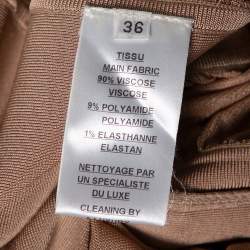 36
TISSU
MAIN FABRIC
90% VISCOSE
VISCOSE
9% POLYAMIDE
POLYAMIDE
1% ELASTHANNE
ELASTAN
NETTOYAGE PAR
UN SPECIALISTE
DU LUXE
CLEANING BY